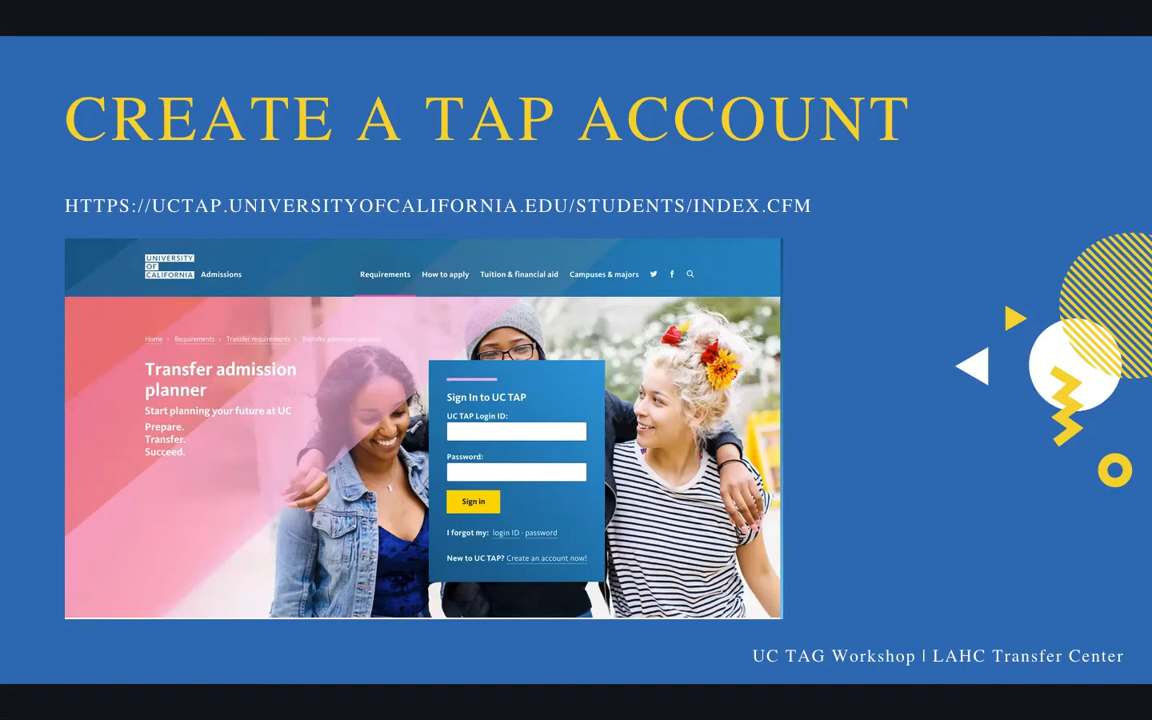 CREATE A TAP ACCOUNT
HTTPS://UCTAP.UNIVERSITYOFCALIFORNIA.EDU/STUDENTS/INDEX.CFM
UNIVERSITY
OF
CALIFORNIA Admissions
Requirements How to apply Tuition & financial aid Campuses & majors
Home › Requirements › Transfer requirements › Transfer admission planner
Transfer admission
planner
Start planning your future at UC
Prepare.
Transfer.
Succeed.
Sign In to UC TAP
UC TAP Login ID:
Password:
Sign in
I forgot my: login ID · password
New to UC TAP? Create an account now!
UC TAG Workshop | LAHC Transfer Center